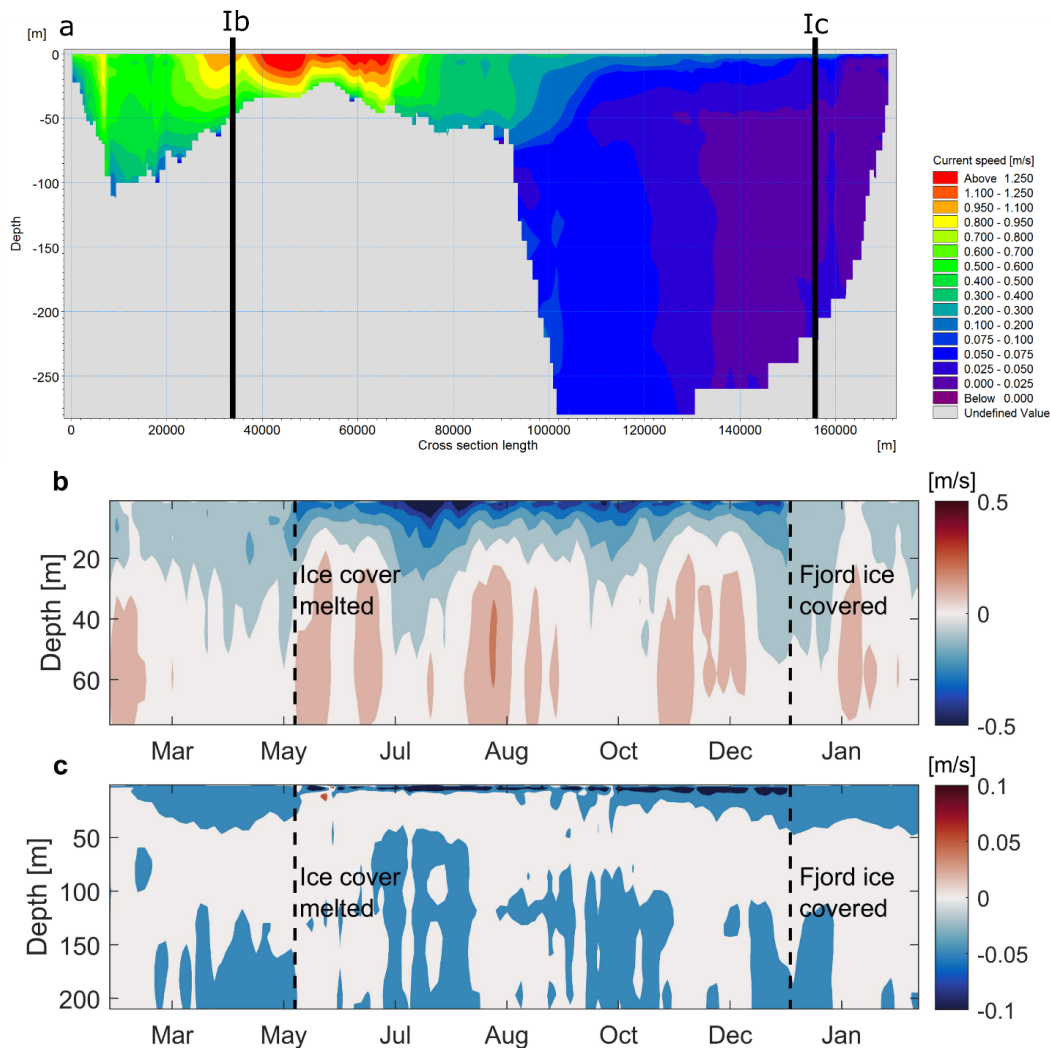 a
Ib
Ic
[m]
0
-50
-100
-150
-200
-250
Depth
0 20000 40000 60000 80000 100000 120000 140000 160000
Cross section length [m]
Current speed [m/s]
Above 1.250
1.100 - 1.250
0.950 - 1.100
0.800 - 0.950
0.700 - 0.800
0.600 - 0.700
0.500 - 0.600
0.400 - 0.500
0.300 - 0.400
0.200 - 0.300
0.100 - 0.200
0.075 - 0.100
0.050 - 0.075
0.025 - 0.050
0.000 - 0.025
Below 0.000
Undefined Value
b
[m/s]
20
40
60
Depth [m]
Ice cover
melted
Fjord ice
covered
0.5
0
-0.5
Mar May Jul Aug Oct Dec Jan
c
[m/s]
50
100
150
200
Depth [m]
Ice cover
melted
Fjord ice
covered
0.1
0.05
0
-0.05
-0.1
Mar May Jul Aug Oct Dec Jan